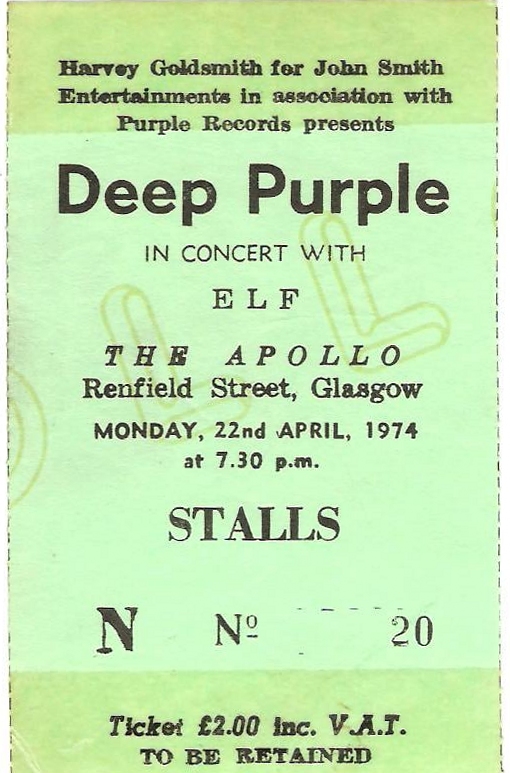 Harvey Goldsmith for John Smith
Entertainments in association with
Purple Records presents
Deep Purple
IN CONCERT WITH
ELF
THE APOLLO
Renfield Street, Glasgow
MONDAY, 22nd APRIL, 1974
at 7.30 p.m.
STALLS
N Nº 20
Ticket £2.00 inc. V.A.T.
TO BE RETAINED